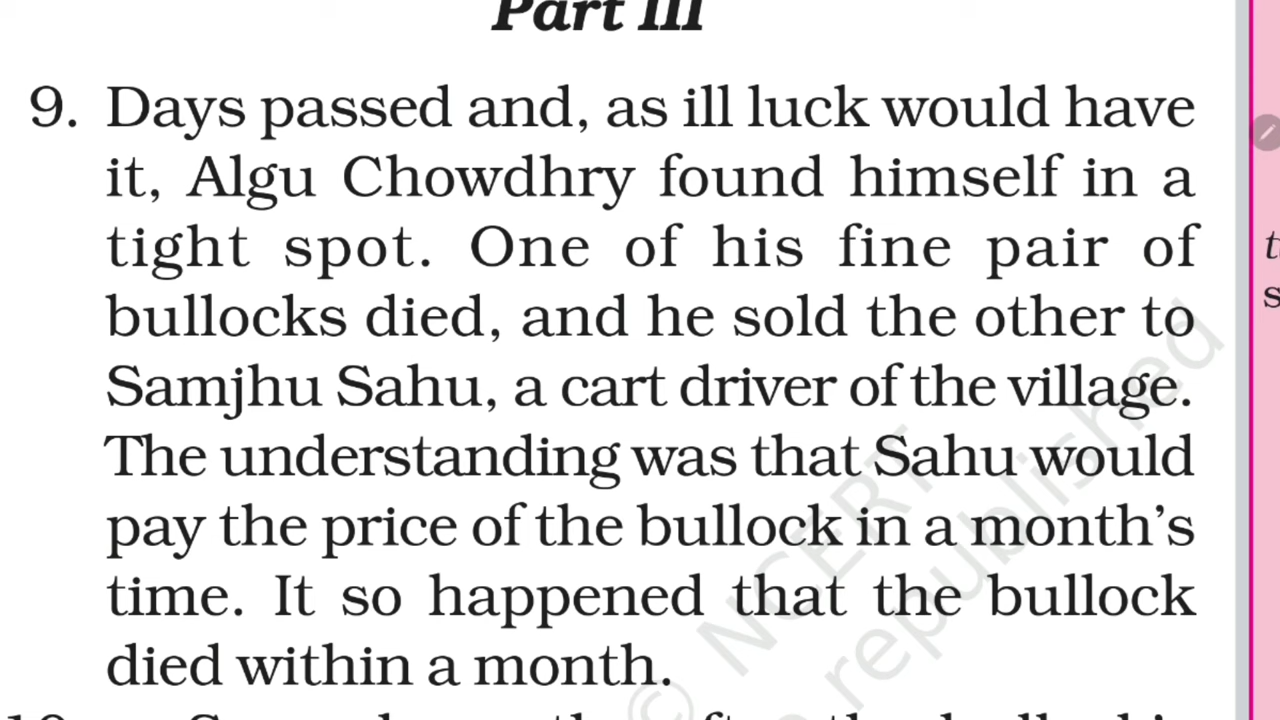 Part III
9. Days passed and, as ill luck would have
it, Algu Chowdhry found himself in a
tight spot. One of his fine pair of
bullocks died, and he sold the other to
Samjhu Sahu, a cart driver of the village.
The understanding was that Sahu would
pay the price of the bullock in a month's
time. It so happened that the bullock
died within a month.
© NCERT
republished